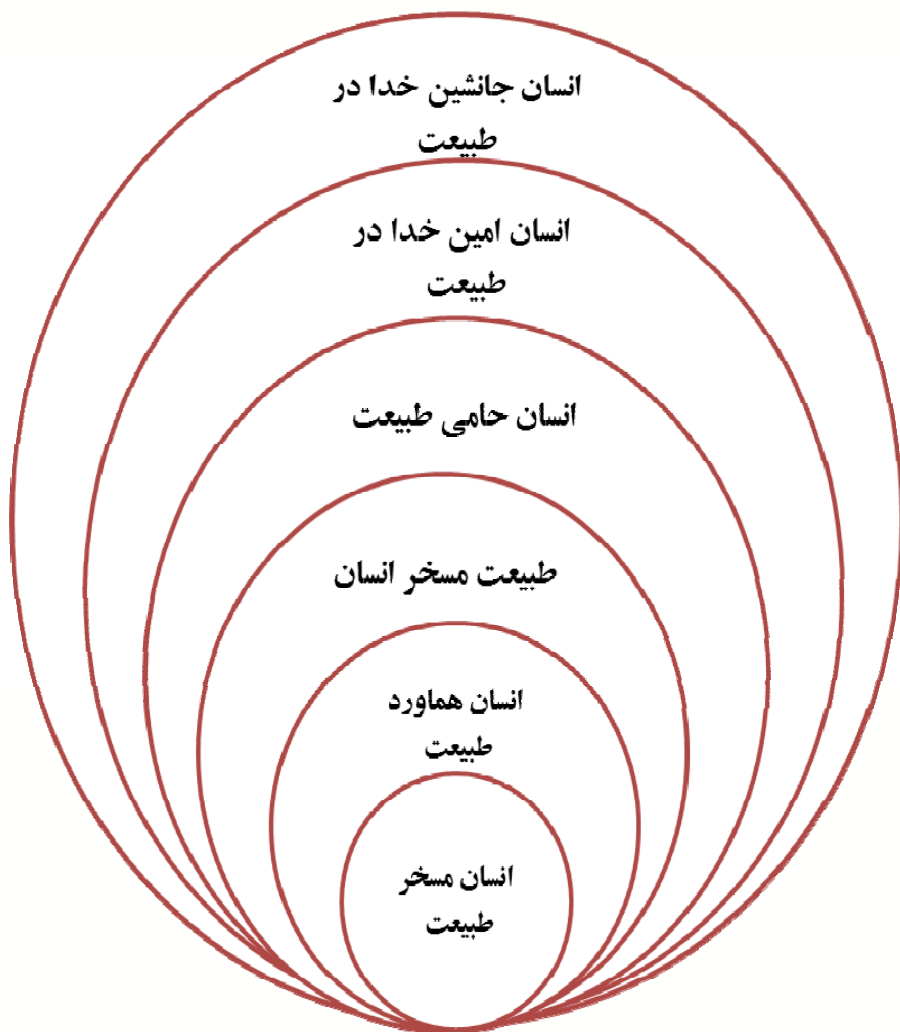 انسان جانشین خدا در
طبیعت
انسان امین خدا در
طبیعت
انسان حامی طبیعت
طبیعت مسخر انسان
انسان هماورد
طبیعت
انسان مسخر
طبیعت